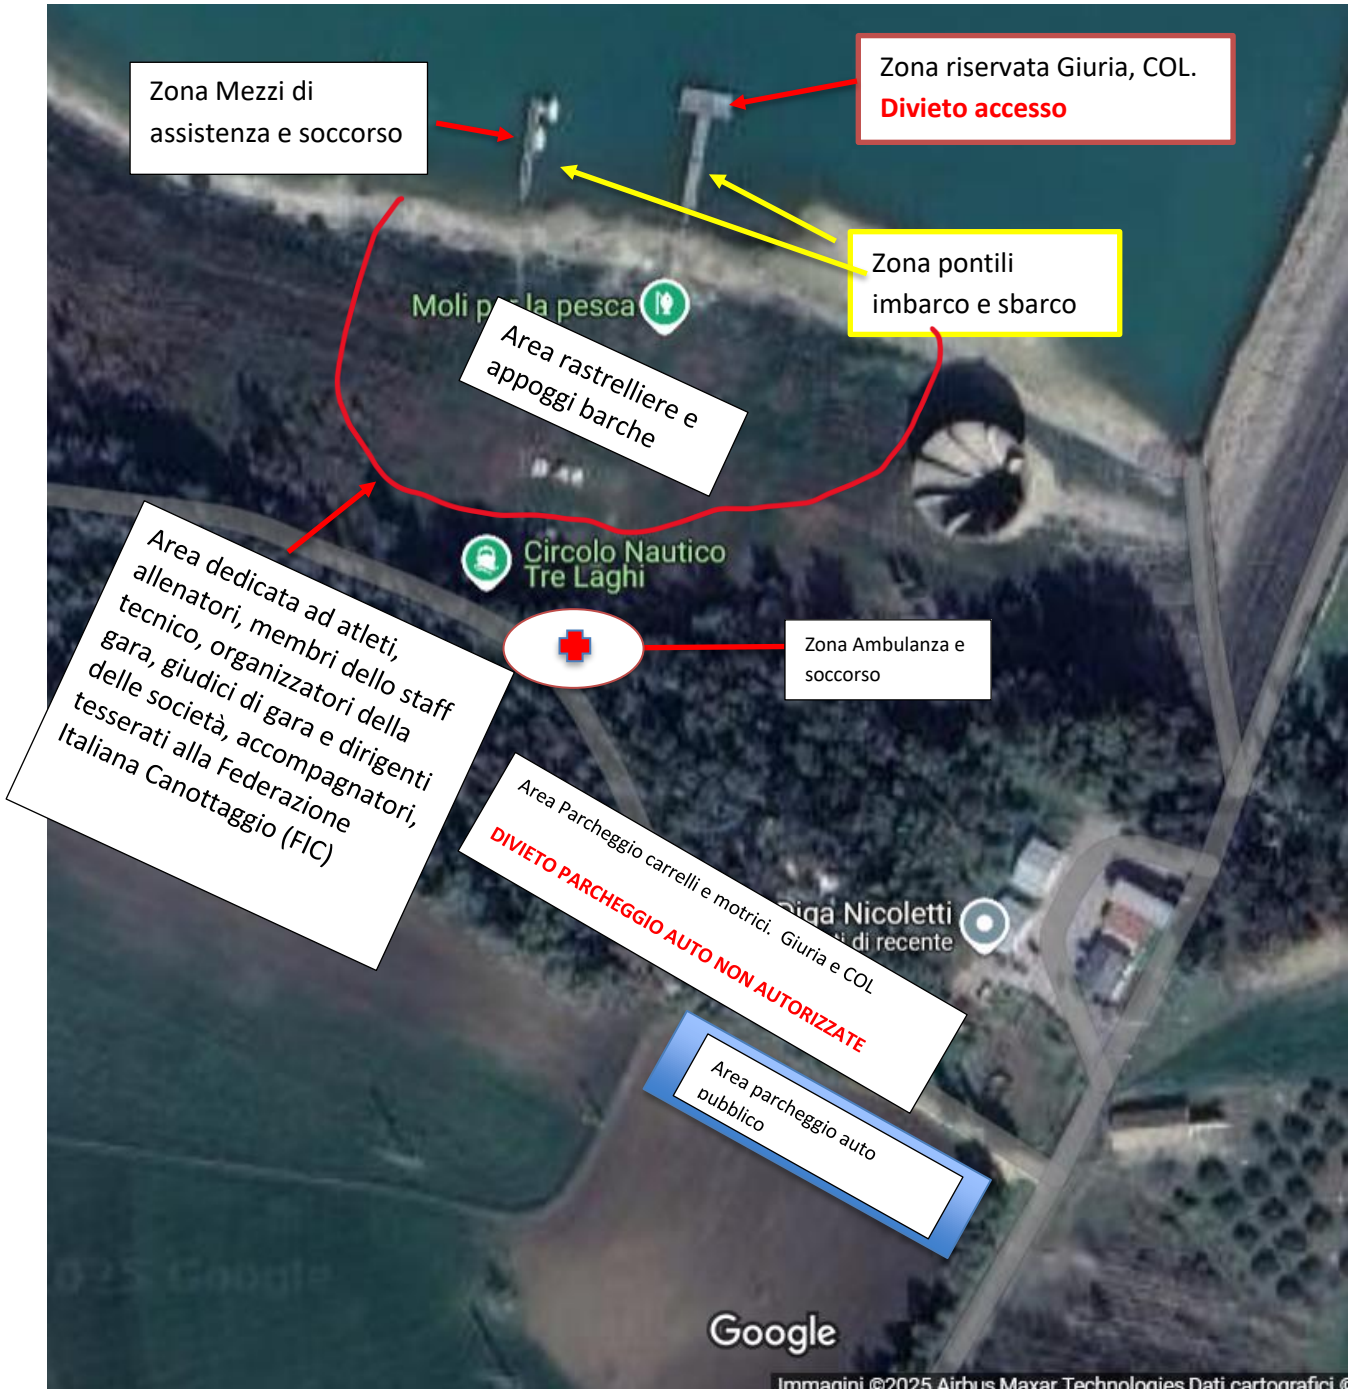 Zona Mezzi di
assistenza e soccorso
Zona riservata Giuria, COL.
Divieto accesso
Zona pontili
imbarco e sbarco
Moli la pesca
Area rastrelliere e
appoggi barche
Circolo Nautico
Tre Laghi
Area dedicata ad atleti,
allenatori, membri dello staff
tecnico, organizzatori della
gara, giudici di gara e dirigenti
delle società, accompagnatori,
tesserati alla Federazione
Italiana Canottaggio (FIC)
Zona Ambulanza e
soccorso
Area Parcheggio carrelli e motrici. Giuria e COL
DIVIETO PARCHEGGIO AUTO NON AUTORIZZATE
Diga Nicoletti
di recente
Area parcheggio auto
pubblico
Google
Immagini ©2025 Airbus Maxar Technologies Dati cartografici ©